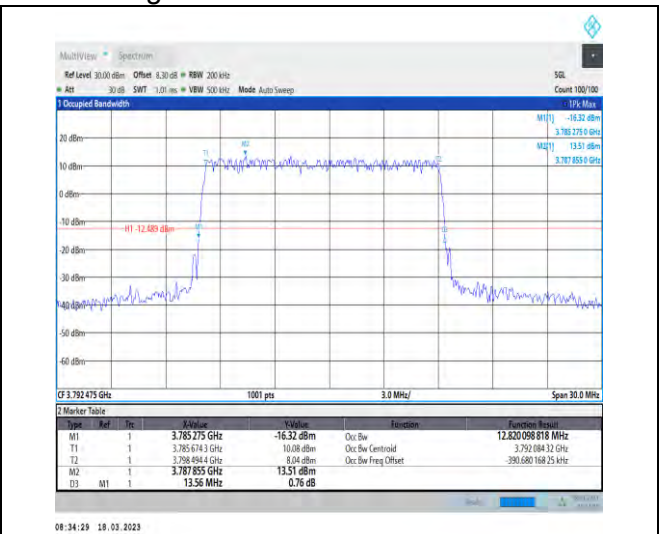 MultiView Spectrum
Ref Level 30.00 dBm Offset 8.30 dB RBW 200 kHz SGL
Att 30 dB SWT 1.01 ms VBW 500 kHz Mode Auto Sweep Count 100/100
1 Occupied Bandwidth 1Pk Max
M1[1] -16.32 dBm
3.785 275 0 GHz
M2[1] 13.51 dBm
3.787 855 0 GHz
20 dBm
M2
T1
T2
10 dBm
0 dBm
-10 dBm
H1 -12.489 dBm
M1
D3
-20 dBm
-30 dBm
-40 dBm
-50 dBm
-60 dBm
CF 3.792 475 GHz 1001 pts 3.0 MHz/ Span 30.0 MHz
2 Marker Table
Type Ref Trc X-Value Y-Value Function Function Result
M1 1 3.785 275 GHz -16.32 dBm Occ Bw 12.820 098 818 MHz
T1 1 3.785 674 3 GHz 10.08 dBm Occ Bw Centroid 3.792 084 32 GHz
T2 1 3.798 494 4 GHz 8.04 dBm Occ Bw Freq Offset -390.680 168 25 kHz
M2 1 3.787 855 GHz 13.51 dBm
D3 M1 1 13.56 MHz 0.76 dB
08:34:29 18.03.2023